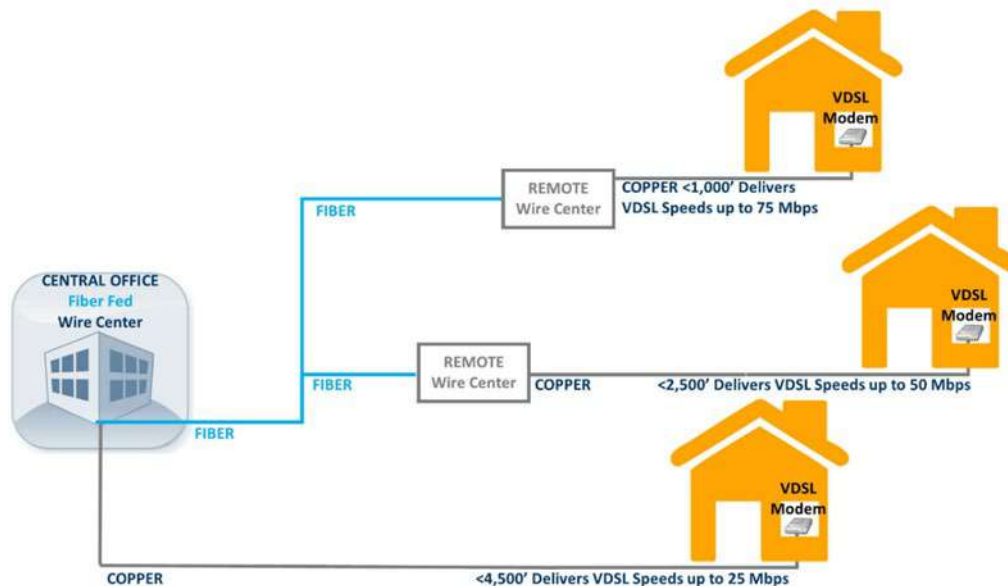 VDSL
Modem
REMOTE
Wire Center
COPPER <1,000’ Delivers
VDSL Speeds up to 75 Mbps
FIBER
CENTRAL OFFICE
Fiber Fed
Wire Center
VDSL
Modem
REMOTE
Wire Center
FIBER
COPPER
<2,500’ Delivers VDSL Speeds up to 50 Mbps
FIBER
VDSL
Modem
COPPER
<4,500’ Delivers VDSL Speeds up to 25 Mbps